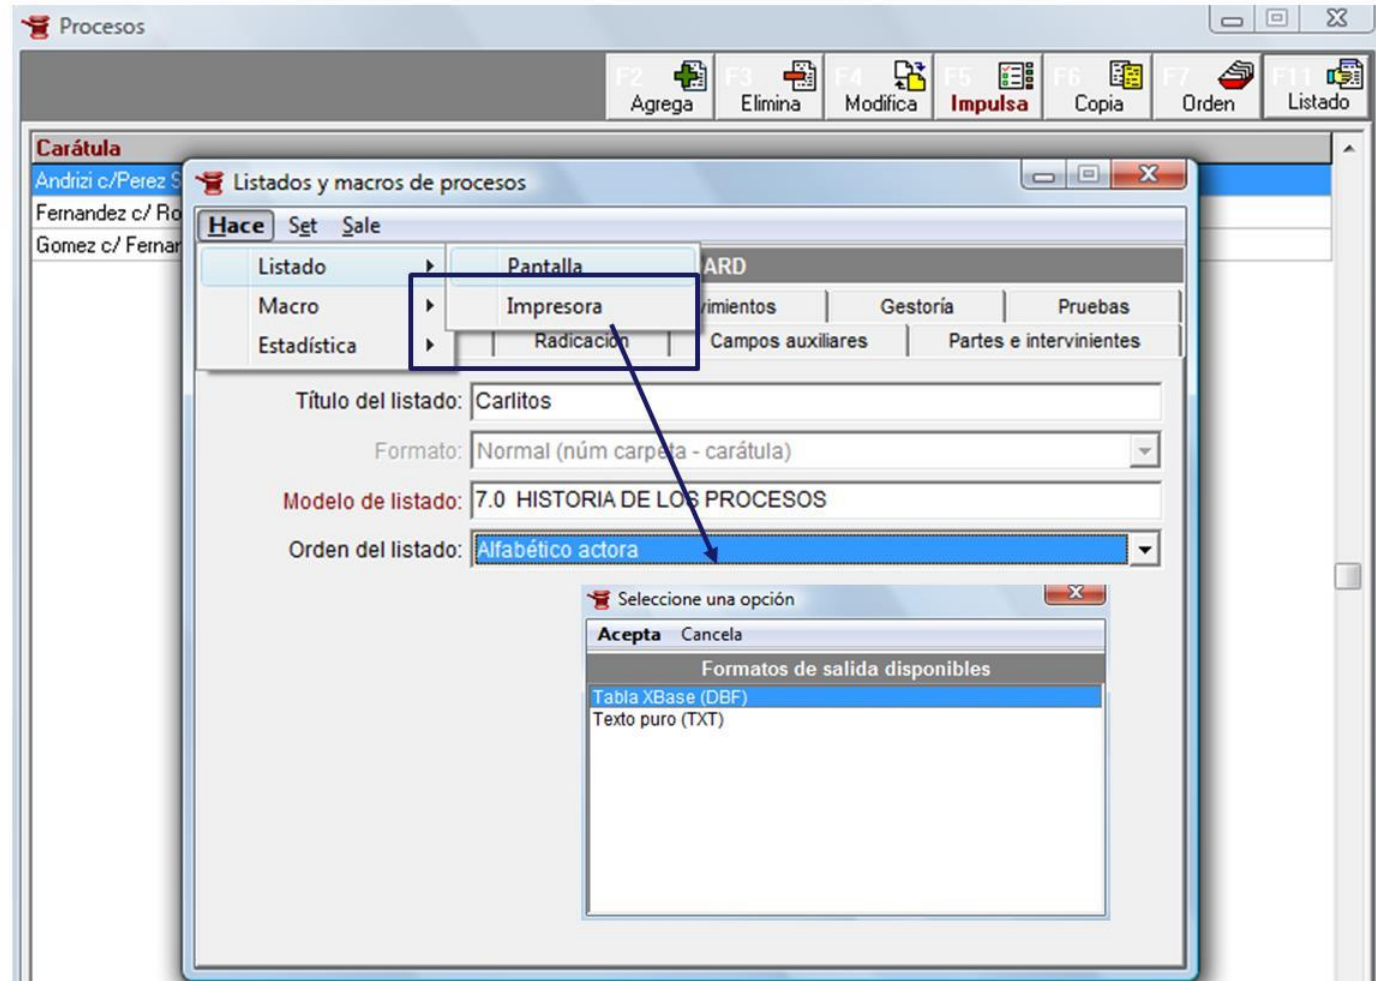 Procesos
F2 Agrega
F3 Elimina
F4 Modifica
F5 Impulsa
F6 Copia
F7 Orden
F11 Listado
Carátula
Andrizi c/Perez S
Fernandez c/ Ro
Gomez c/ Fernar
Listados y macros de procesos
Hace Set Sale
Listado
Macro
Estadística
Pantalla
Impresora
ARD
vimientos Gestoría Pruebas
Radicación Campos auxiliares Partes e intervinientes
Título del listado: Carlitos
Formato: Normal (núm carpeta - carátula)
Modelo de listado: 7.0 HISTORIA DE LOS PROCESOS
Orden del listado: Alfabético actora
Seleccione una opción
Acepta Cancela
Formatos de salida disponibles
Tabla XBase (DBF)
Texto puro (TXT)